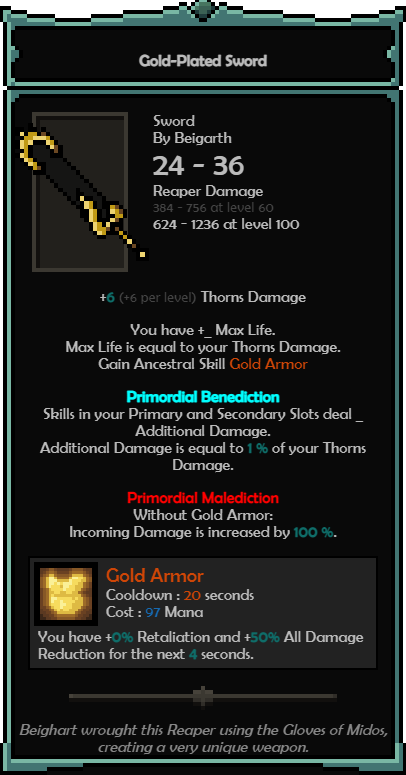 Gold-Plated Sword
Sword
By Beigarth
24 - 36
Reaper Damage
384 - 756 at level 60
624 - 1236 at level 100
+6 (+6 per level) Thorns Damage
You have +_ Max Life.
Max Life is equal to your Thorns Damage.
Gain Ancestral Skill Gold Armor
Primordial Benediction
Skills in your Primary and Secondary Slots deal _
Additional Damage.
Additional Damage is equal to 1 % of your Thorns
Damage.
Primordial Malediction
Without Gold Armor:
Incoming Damage is increased by 100 %.
Gold Armor
Cooldown : 20 seconds
Cost : 97 Mana
You have +0% Retaliation and +50% All Damage
Reduction for the next 4 seconds.
Beighart wrought this Reaper using the Gloves of Midos,
creating a very unique weapon.